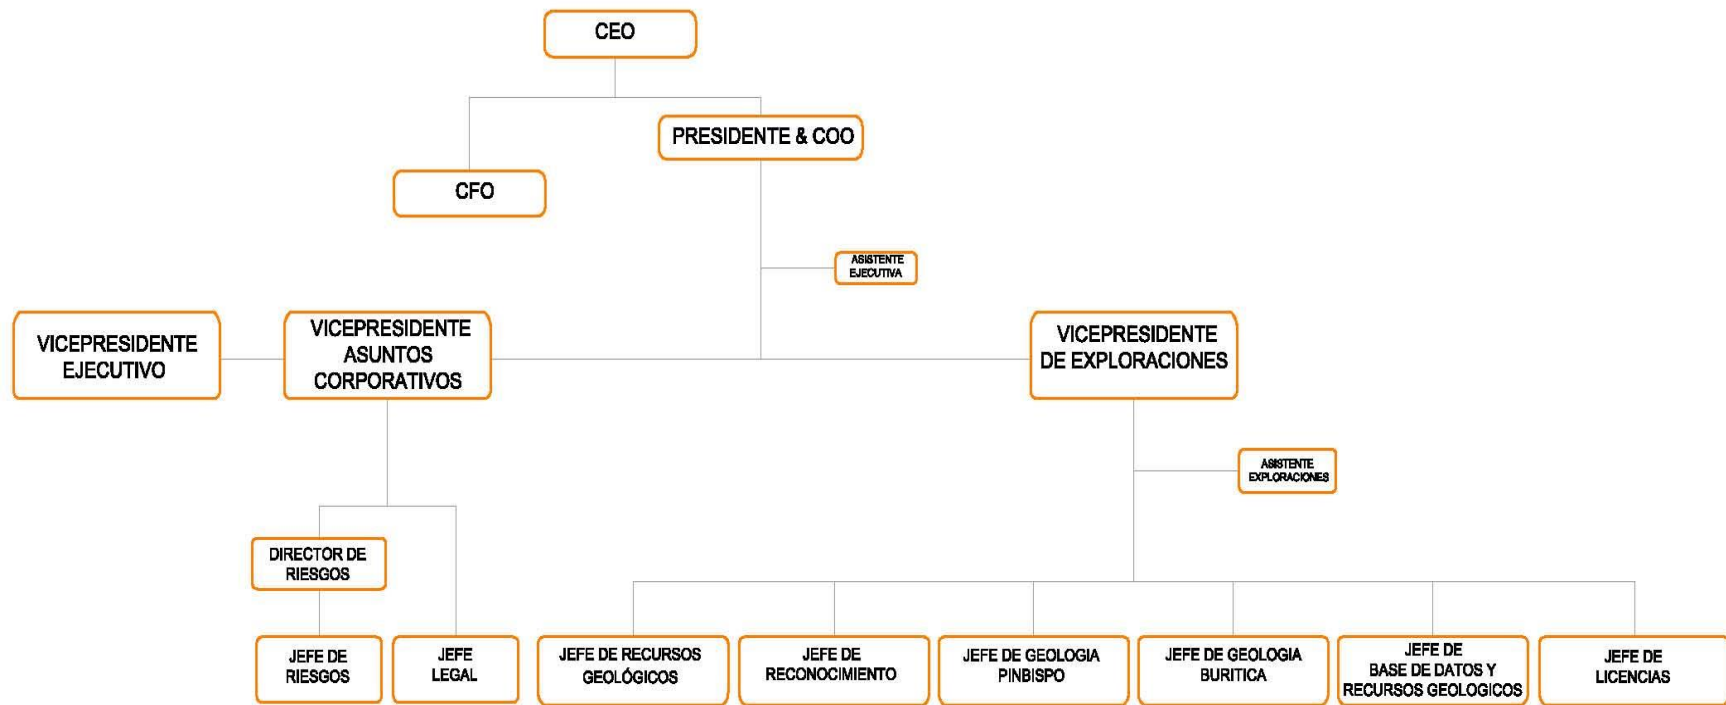 CEO
PRESIDENTE & COO
CFO
ASISTENTE
EJECUTIVA
VICEPRESIDENTE
EJECUTIVO
VICEPRESIDENTE
ASUNTOS
CORPORATIVOS
VICEPRESIDENTE
DE EXPLORACIONES
ASISTENTE
EXPLORACIONES
DIRECTOR DE
RIESGOS
JEFE DE
RIESGOS
JEFE
LEGAL
JEFE DE RECURSOS
GEOLÓGICOS
JEFE DE
RECONOCIMIENTO
JEFE DE GEOLOGIA
PINBISPO
JEFE DE GEOLOGIA
BURITICA
JEFE DE
BASE DE DATOS Y
RECURSOS GEOLOGICOS
JEFE DE
LICENCIAS